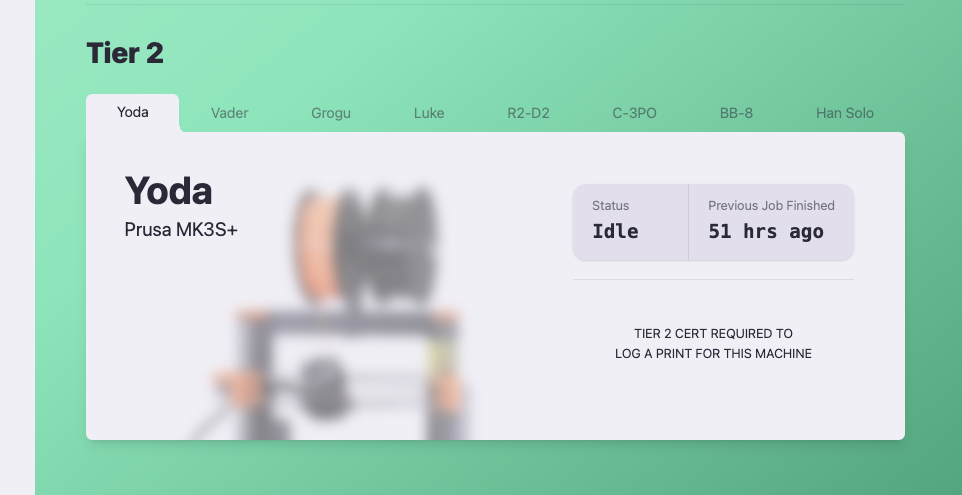 Tier 2
Yoda Vader Grogu Luke R2-D2 C-3PO BB-8 Han Solo
Yoda
Prusa MK3S+
Status
Idle
Previous Job Finished
51 hrs ago
TIER 2 CERT REQUIRED TO
LOG A PRINT FOR THIS MACHINE